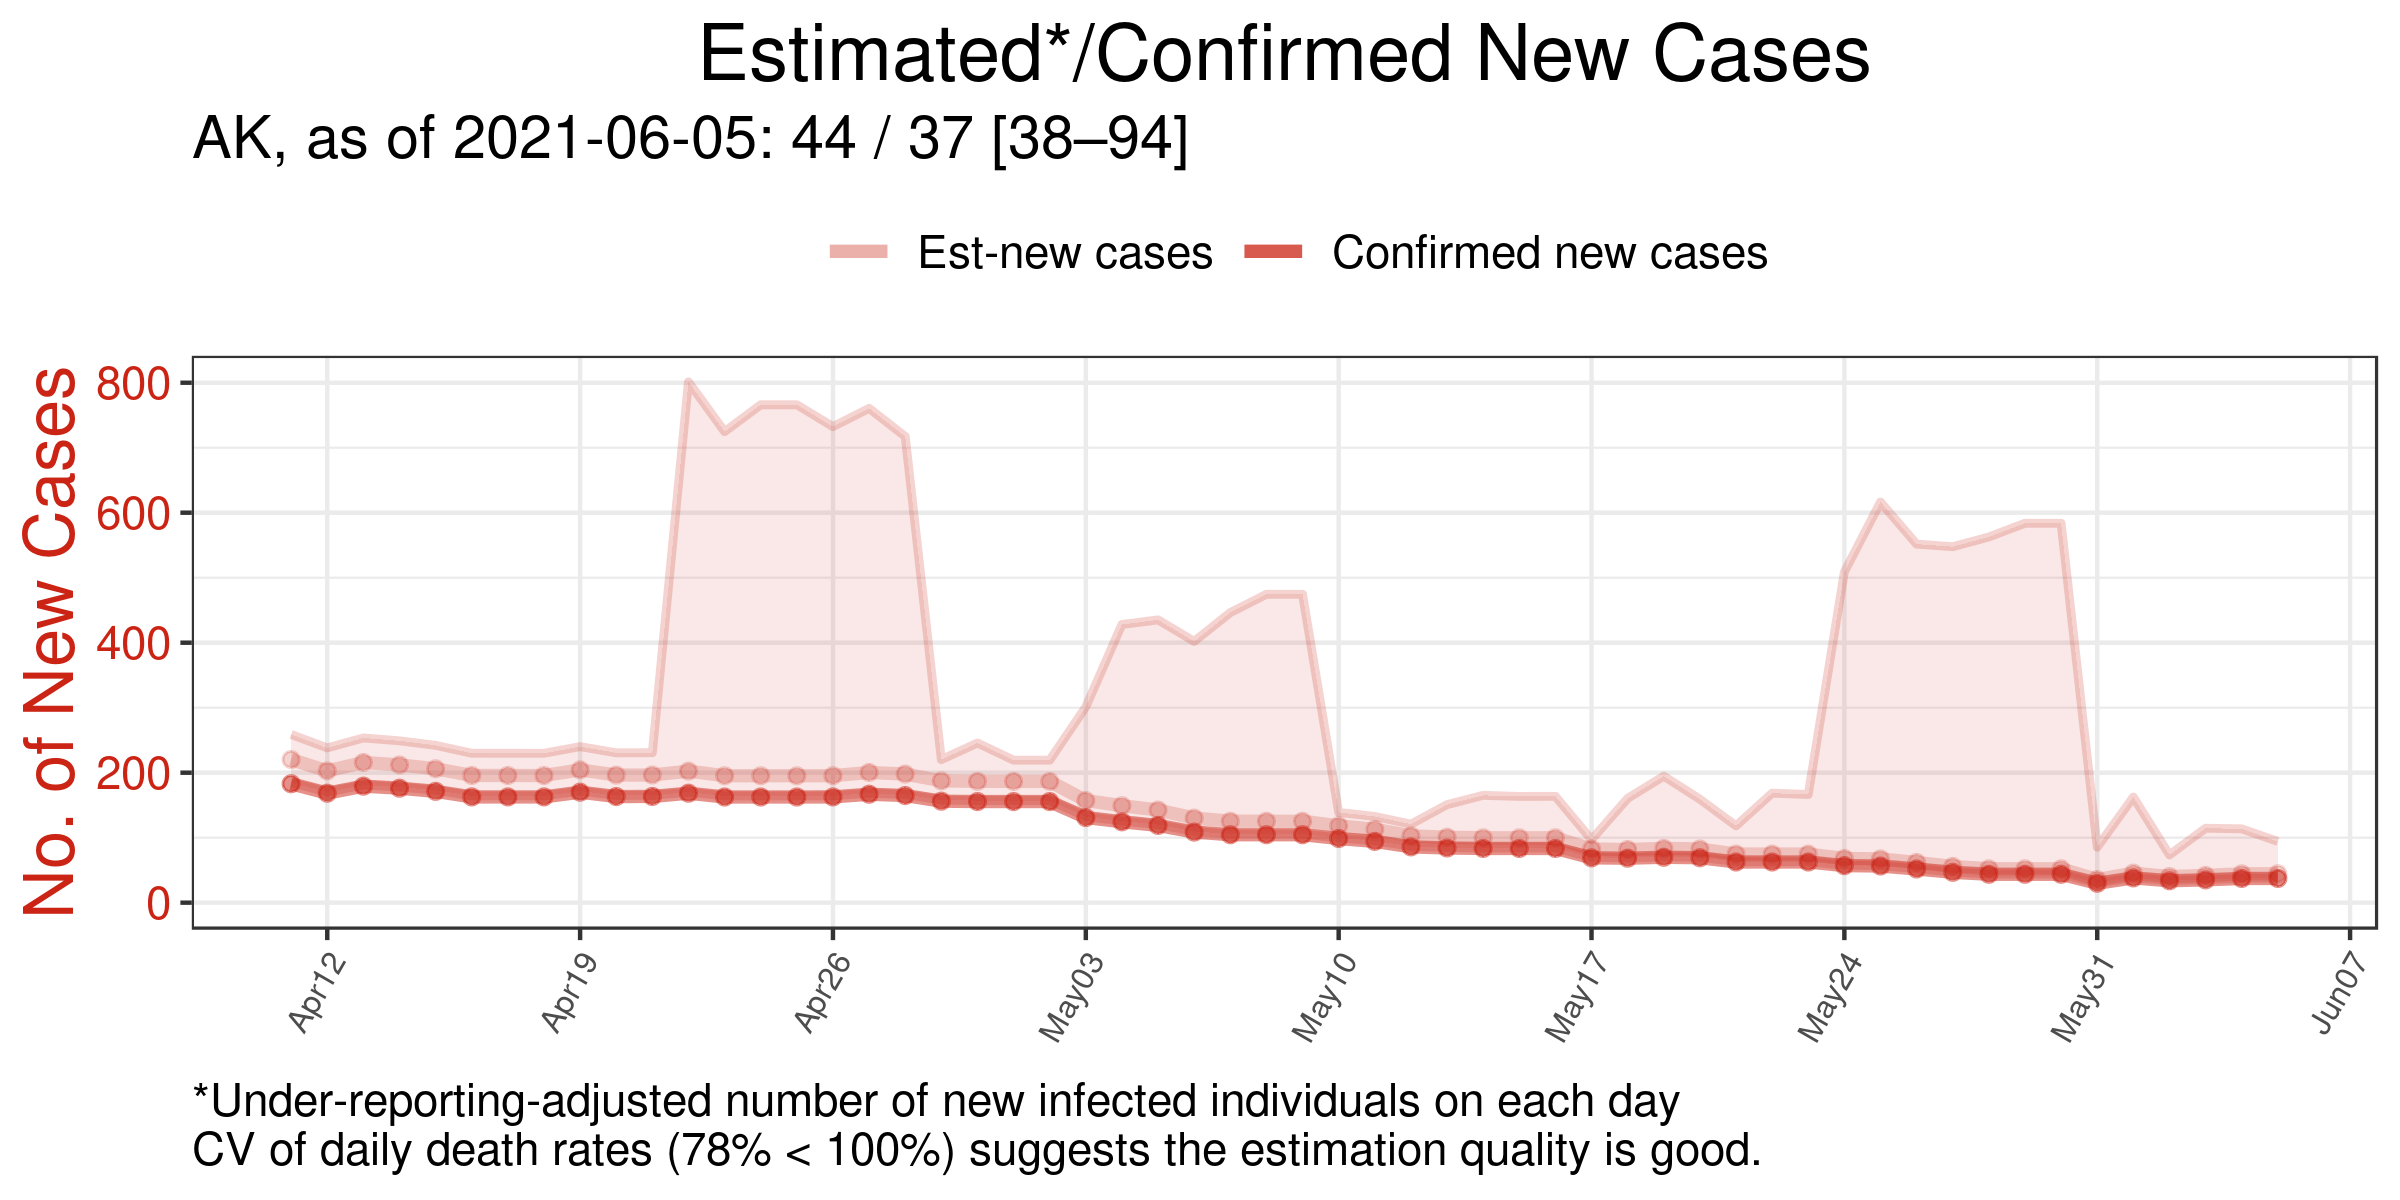 Estimated*/Confirmed New Cases
AK, as of 2021-06-05: 44 / 37 [38–94]
Est-new cases Confirmed new cases
No. of New Cases
800
600
400
200
0
Apr12 Apr19 Apr26 May03 May10 May17 May24 May31 Jun07
*Under-reporting-adjusted number of new infected individuals on each day
CV of daily death rates (78% < 100%) suggests the estimation quality is good.